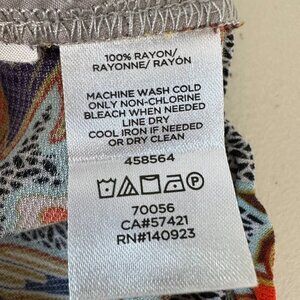 100% RAYON/
RAYONNE/ RAYÓN
MACHINE WASH COLD
ONLY NON-CHLORINE
BLEACH WHEN NEEDED
LINE DRY
COOL IRON IF NEEDED
OR DRY CLEAN
458564
P
70056
CA#57421
RN#140923